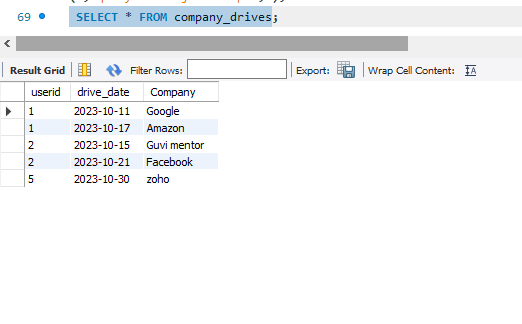 69 SELECT * FROM company_drives;
Result Grid Filter Rows: Export: Wrap Cell Content:
userid drive_date Company
1 2023-10-11 Google
1 2023-10-17 Amazon
2 2023-10-15 Guvi mentor
2 2023-10-21 Facebook
5 2023-10-30 zoho